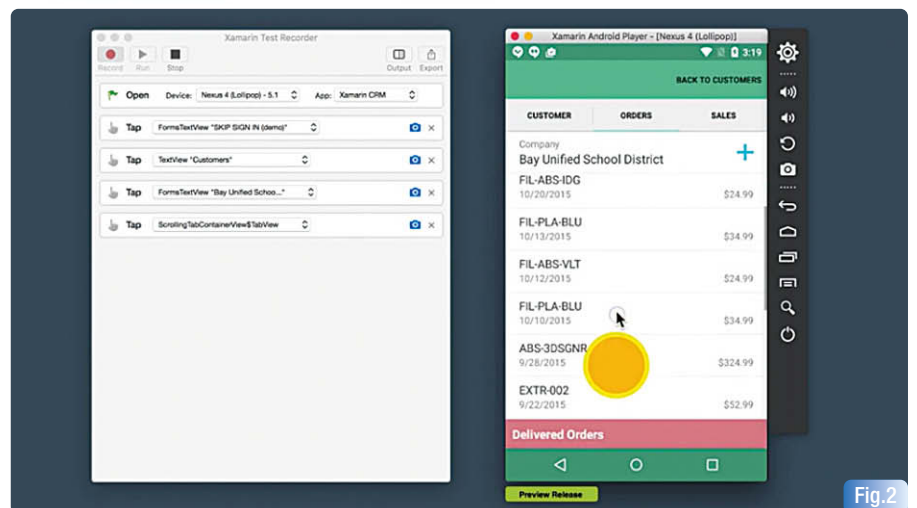 Xamarin Test Recorder
Record Run Stop Output Export
Open Device: Nexus 4 (Lollipop) - 5.1 App: Xamarin CRM
Tap FormsTextView "SKIP SIGN IN (demo)"
Tap TextView "Customers"
Tap FormsTextView "Bay Unified Schoo..."
Tap ScrollingTabContainerView$TabView
Xamarin Android Player - [Nexus 4 (Lollipop)]
3:19
BACK TO CUSTOMERS
CUSTOMER ORDERS SALES
Company
Bay Unified School District
FIL-ABS-IDG
10/20/2015 $24.99
FIL-PLA-BLU
10/13/2015 $34.99
FIL-ABS-VLT
10/12/2015 $24.99
FIL-PLA-BLU
10/10/2015 $34.99
ABS-3DSGNR
9/28/2015 $324.99
EXTR-002
9/22/2015 $52.99
Delivered Orders
Preview Release
Fig.2